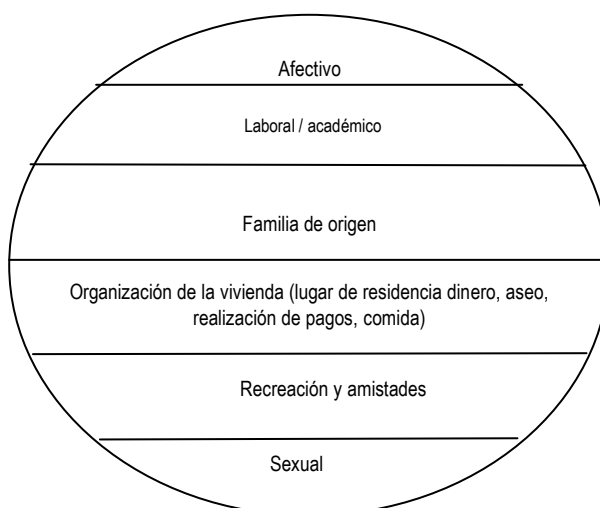 Afectivo
Laboral / académico
Familia de origen
Organización de la vivienda (lugar de residencia dinero, aseo,
realización de pagos, comida)
Recreación y amistades
Sexual